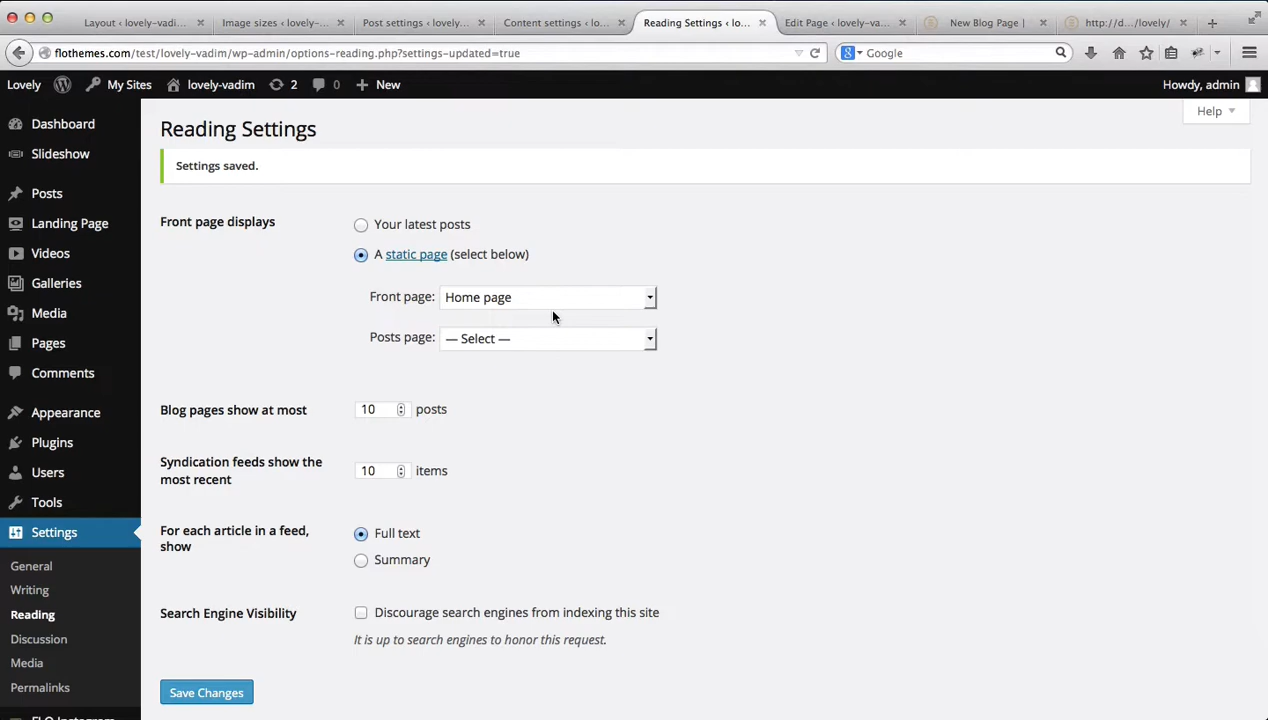 Layout ‹ lovely-vadi...
Image sizes ‹ lovely-...
Post settings ‹ lovely...
Content settings ‹ lo...
Reading Settings ‹ lo...
Edit Page ‹ lovely-va...
New Blog Page |
http://d.../lovely/
flothemes.com/test/lovely-vadim/wp-admin/options-reading.php?settings-updated=true
Google
Lovely
My Sites
lovely-vadim
2
0
New
Howdy, admin
Help
Dashboard
Slideshow
Posts
Landing Page
Videos
Galleries
Media
Pages
Comments
Appearance
Plugins
Users
Tools
Settings
General
Writing
Reading
Discussion
Media
Permalinks
FLO Instagram
Reading Settings
Settings saved.
Front page displays
Your latest posts
A static page (select below)
Front page: Home page
Posts page: — Select —
Blog pages show at most
10 posts
Syndication feeds show the
most recent
10 items
For each article in a feed,
show
Full text
Summary
Search Engine Visibility
Discourage search engines from indexing this site
It is up to search engines to honor this request.
Save Changes